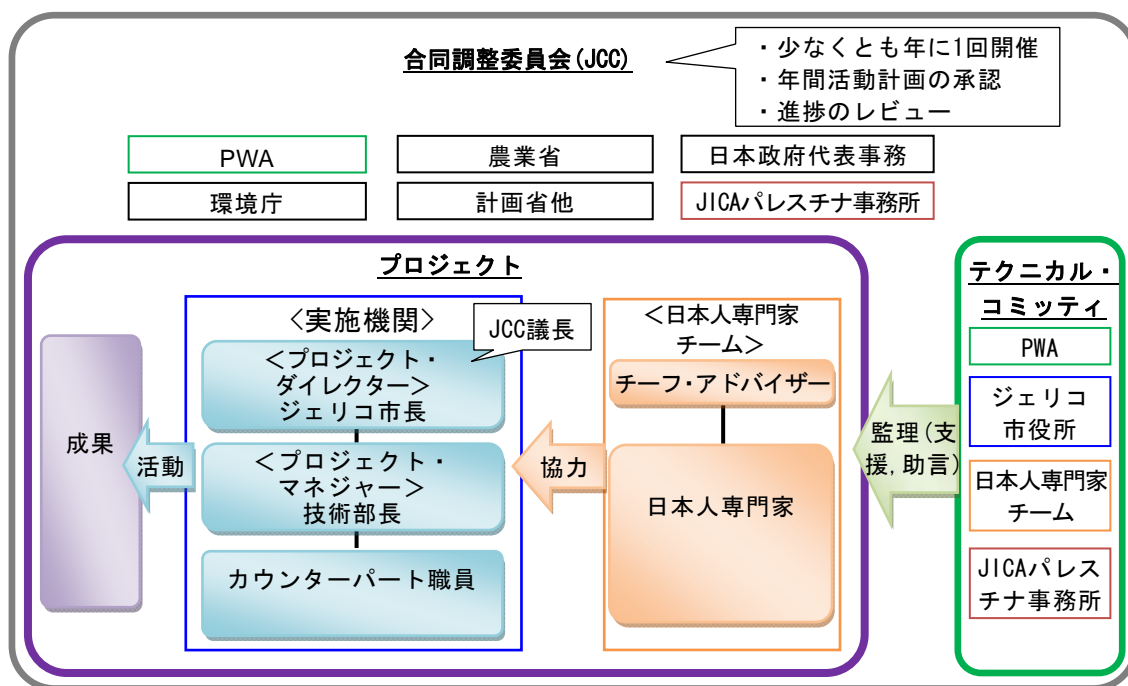 合同調整委員会(JCC)
・少なくとも年に1回開催
・年間活動計画の承認
・進捗のレビュー
PWA
農業省
日本政府代表事務
環境庁
計画省他
JICAパレスチナ事務所
プロジェクト
<実施機関>
JCC議長
<プロジェクト・
ダイレクター>
ジェリコ市長
<プロジェクト・
マネジャー>
技術部長
カウンターパート職員
成果
活動
<日本人専門家
チーム>
チーフ・アドバイザー
日本人専門家
協力
監理(支
援,助言)
テクニカル・
コミッティ
PWA
ジェリコ
市役所
日本人専門家
チーム
JICAパレス
チナ事務所